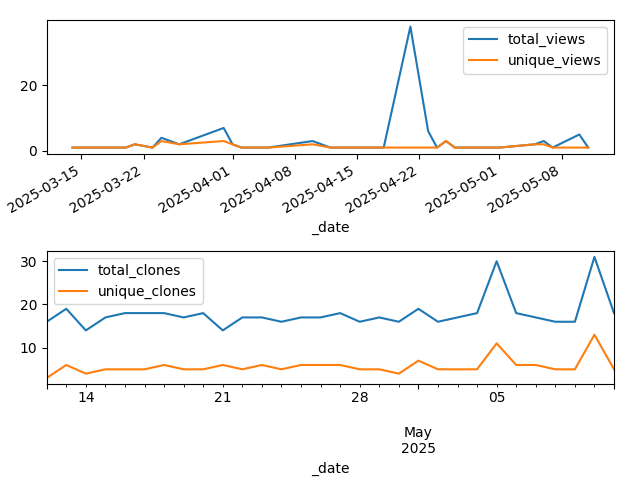 total_views
unique_views
20
0
2025-03-15
2025-03-22
2025-04-01
2025-04-08
2025-04-15
2025-04-22
2025-05-01
2025-05-08
_date
total_clones
unique_clones
30
20
10
14
21
28
05
May
2025
_date